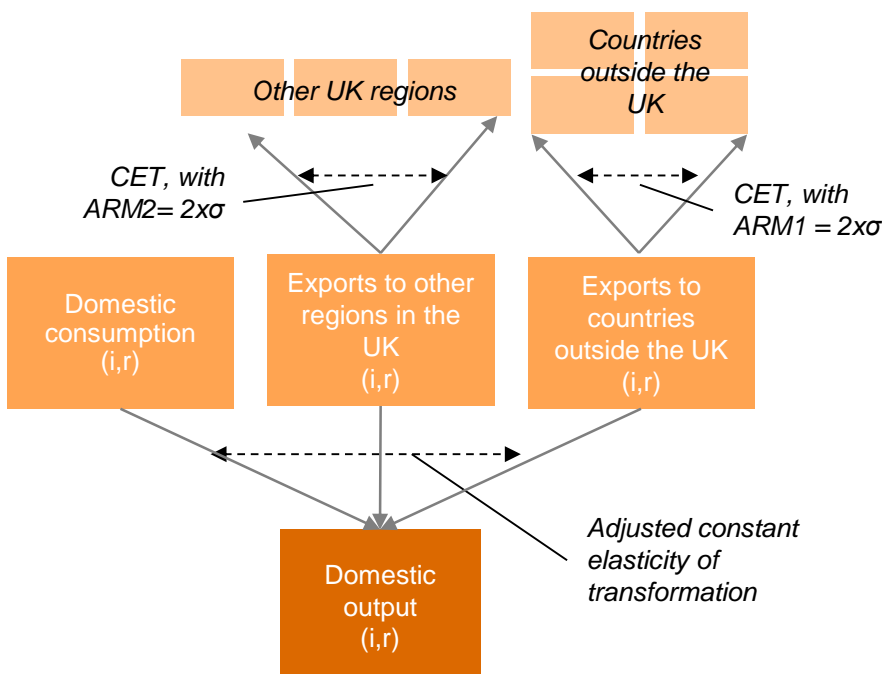 Other UK regions
Countries
outside the
UK
CET, with
ARM2= 2xσ
CET, with
ARM1 = 2xσ
Domestic
consumption
(i,r)
Exports to other
regions in the
UK
(i,r)
Exports to
countries
outside the UK
(i,r)
Adjusted constant
elasticity of
transformation
Domestic
output
(i,r)